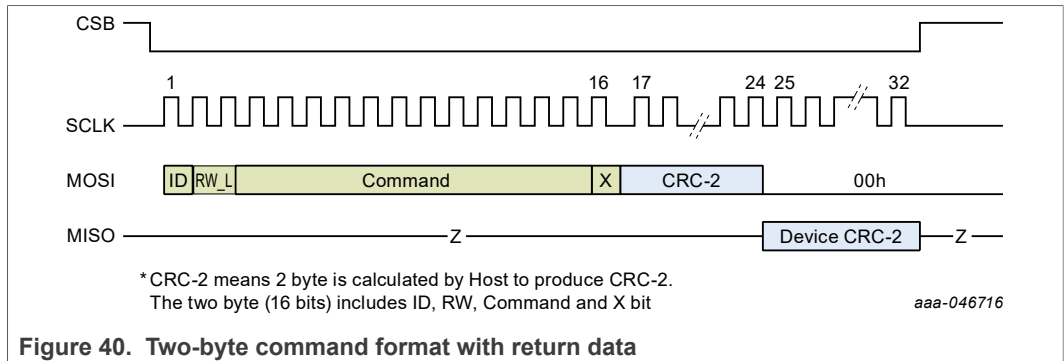 CSB
1 16 17 24 25 32
SCLK
MOSI ID RW_L Command X CRC-2 00h
MISO Z Device CRC-2 Z
* CRC-2 means 2 byte is calculated by Host to produce CRC-2.
The two byte (16 bits) includes ID, RW, Command and X bit
aaa-046716
Figure 40. Two-byte command format with return data